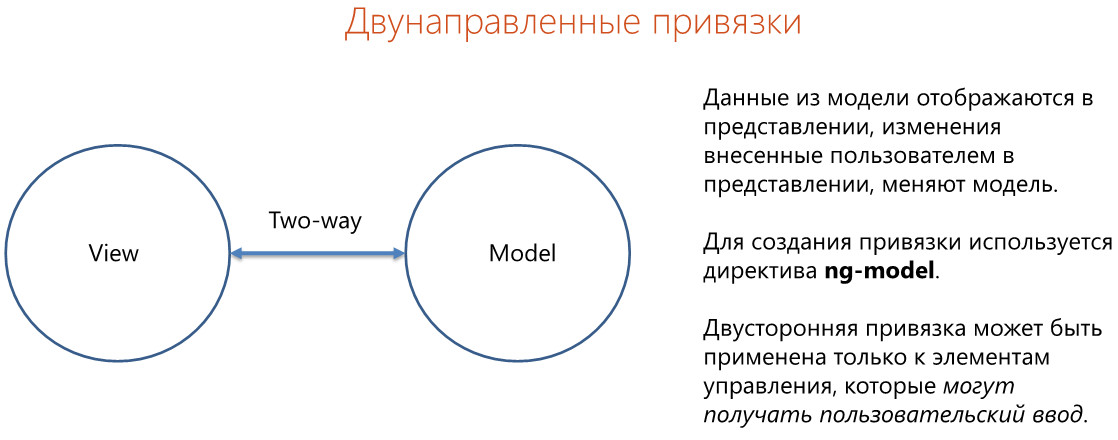 Двунаправленные привязки
Данные из модели отображаются в
представлении, изменения
внесенные пользователем в
представлении, меняют модель.
Two-way
View
Model
Для создания привязки используется
директива ng-model.
Двусторонняя привязка может быть
применена только к элементам
управления, которые могут
получать пользовательский ввод.